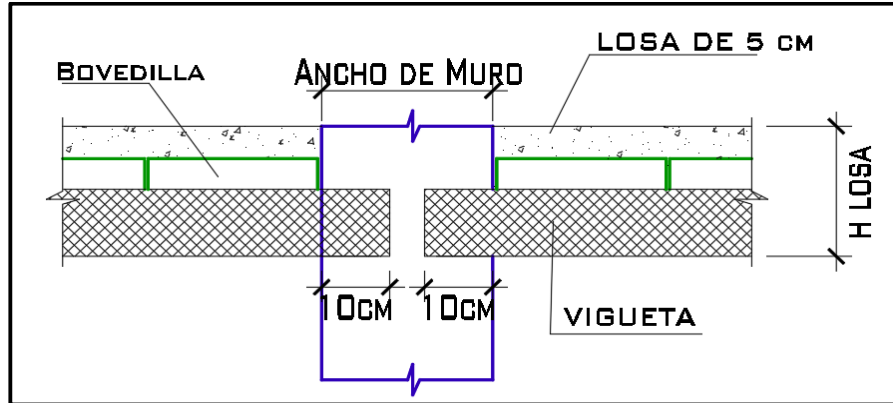 LOSA DE 5 CM
BOVEDILLA
ANCHO DE MURO
H LOSA
10CM
10CM
VIGUETA